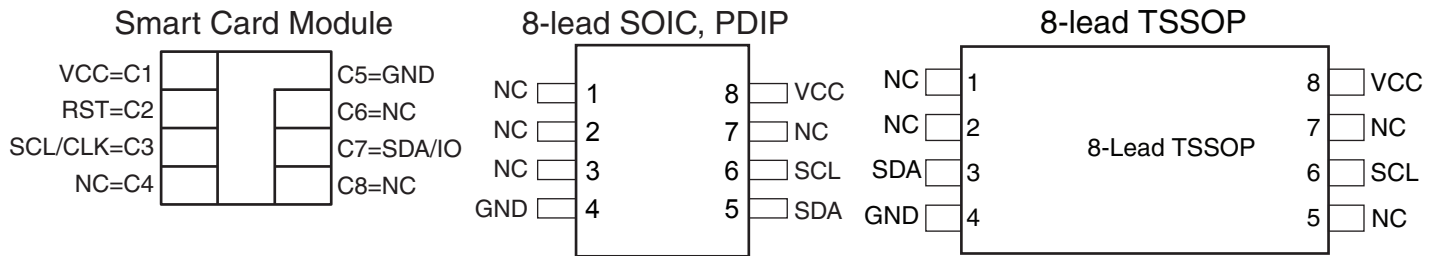 Smart Card Module
VCC=C1
C5=GND
RST=C2
C6=NC
SCL/CLK=C3
C7=SDA/IO
NC=C4
C8=NC
8-lead SOIC, PDIP
NC 1 8 VCC
NC 2 7 NC
NC 3 6 SCL
GND 4 5 SDA
8-lead TSSOP
NC 1 8 VCC
NC 2 7 NC
8-Lead TSSOP
SDA 3 6 SCL
GND 4 5 NC